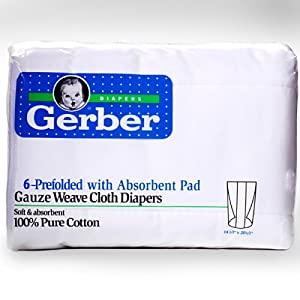 DIAPERS
Gerber
6-Prefolded with Absorbent Pad
Gauze Weave Cloth Diapers
Soft & absorbent
100% Pure Cotton